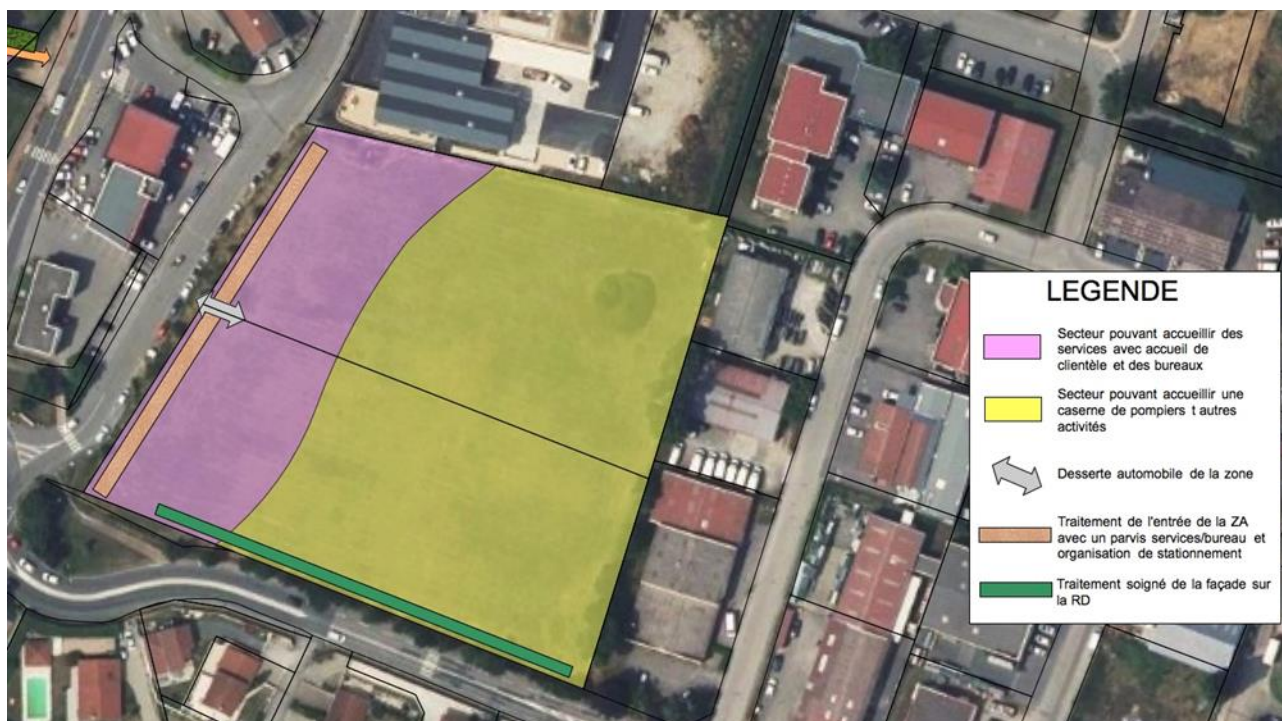 LEGENDE
Secteur pouvant accueillir des
services avec accueil de
clientèle et des bureaux
Secteur pouvant accueillir une
caserne de pompiers t autres
activités
Desserte automobile de la zone
Traitement de l'entrée de la ZA
avec un parvis services/bureau et
organisation de stationnement
Traitement soigné de la façade sur
la RD